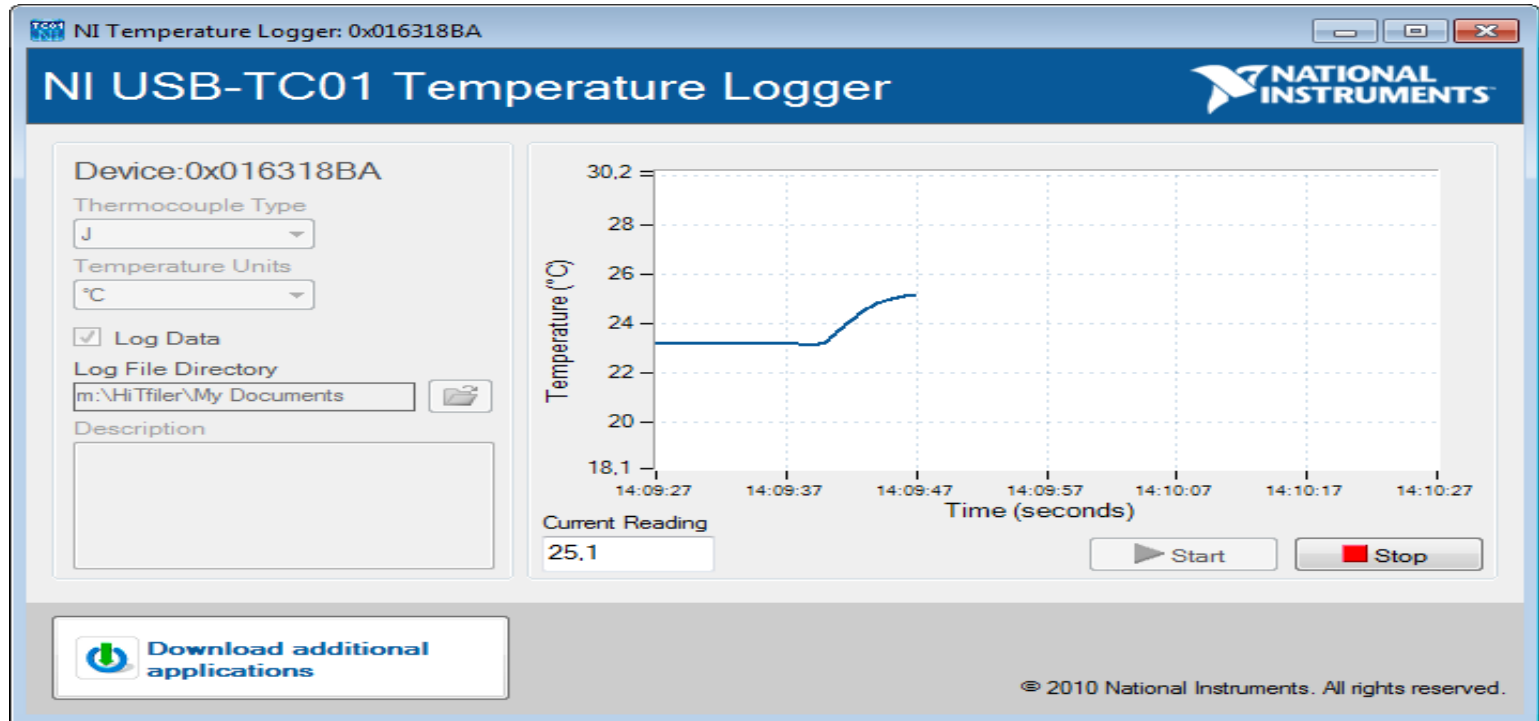 NI Temperature Logger: 0x016318BA
NI USB-TC01 Temperature Logger
NATIONAL
INSTRUMENTS
Device:0x016318BA
Thermocouple Type
J
Temperature Units
°C
Log Data
Log File Directory
m:\HiTfiler\My Documents
Description
Temperature (°C)
30,2
28
26
24
22
20
18,1
14:09:27 14:09:37 14:09:47 14:09:57 14:10:07 14:10:17 14:10:27
Time (seconds)
Current Reading
25,1
Start
Stop
Download additional
applications
© 2010 National Instruments. All rights reserved.